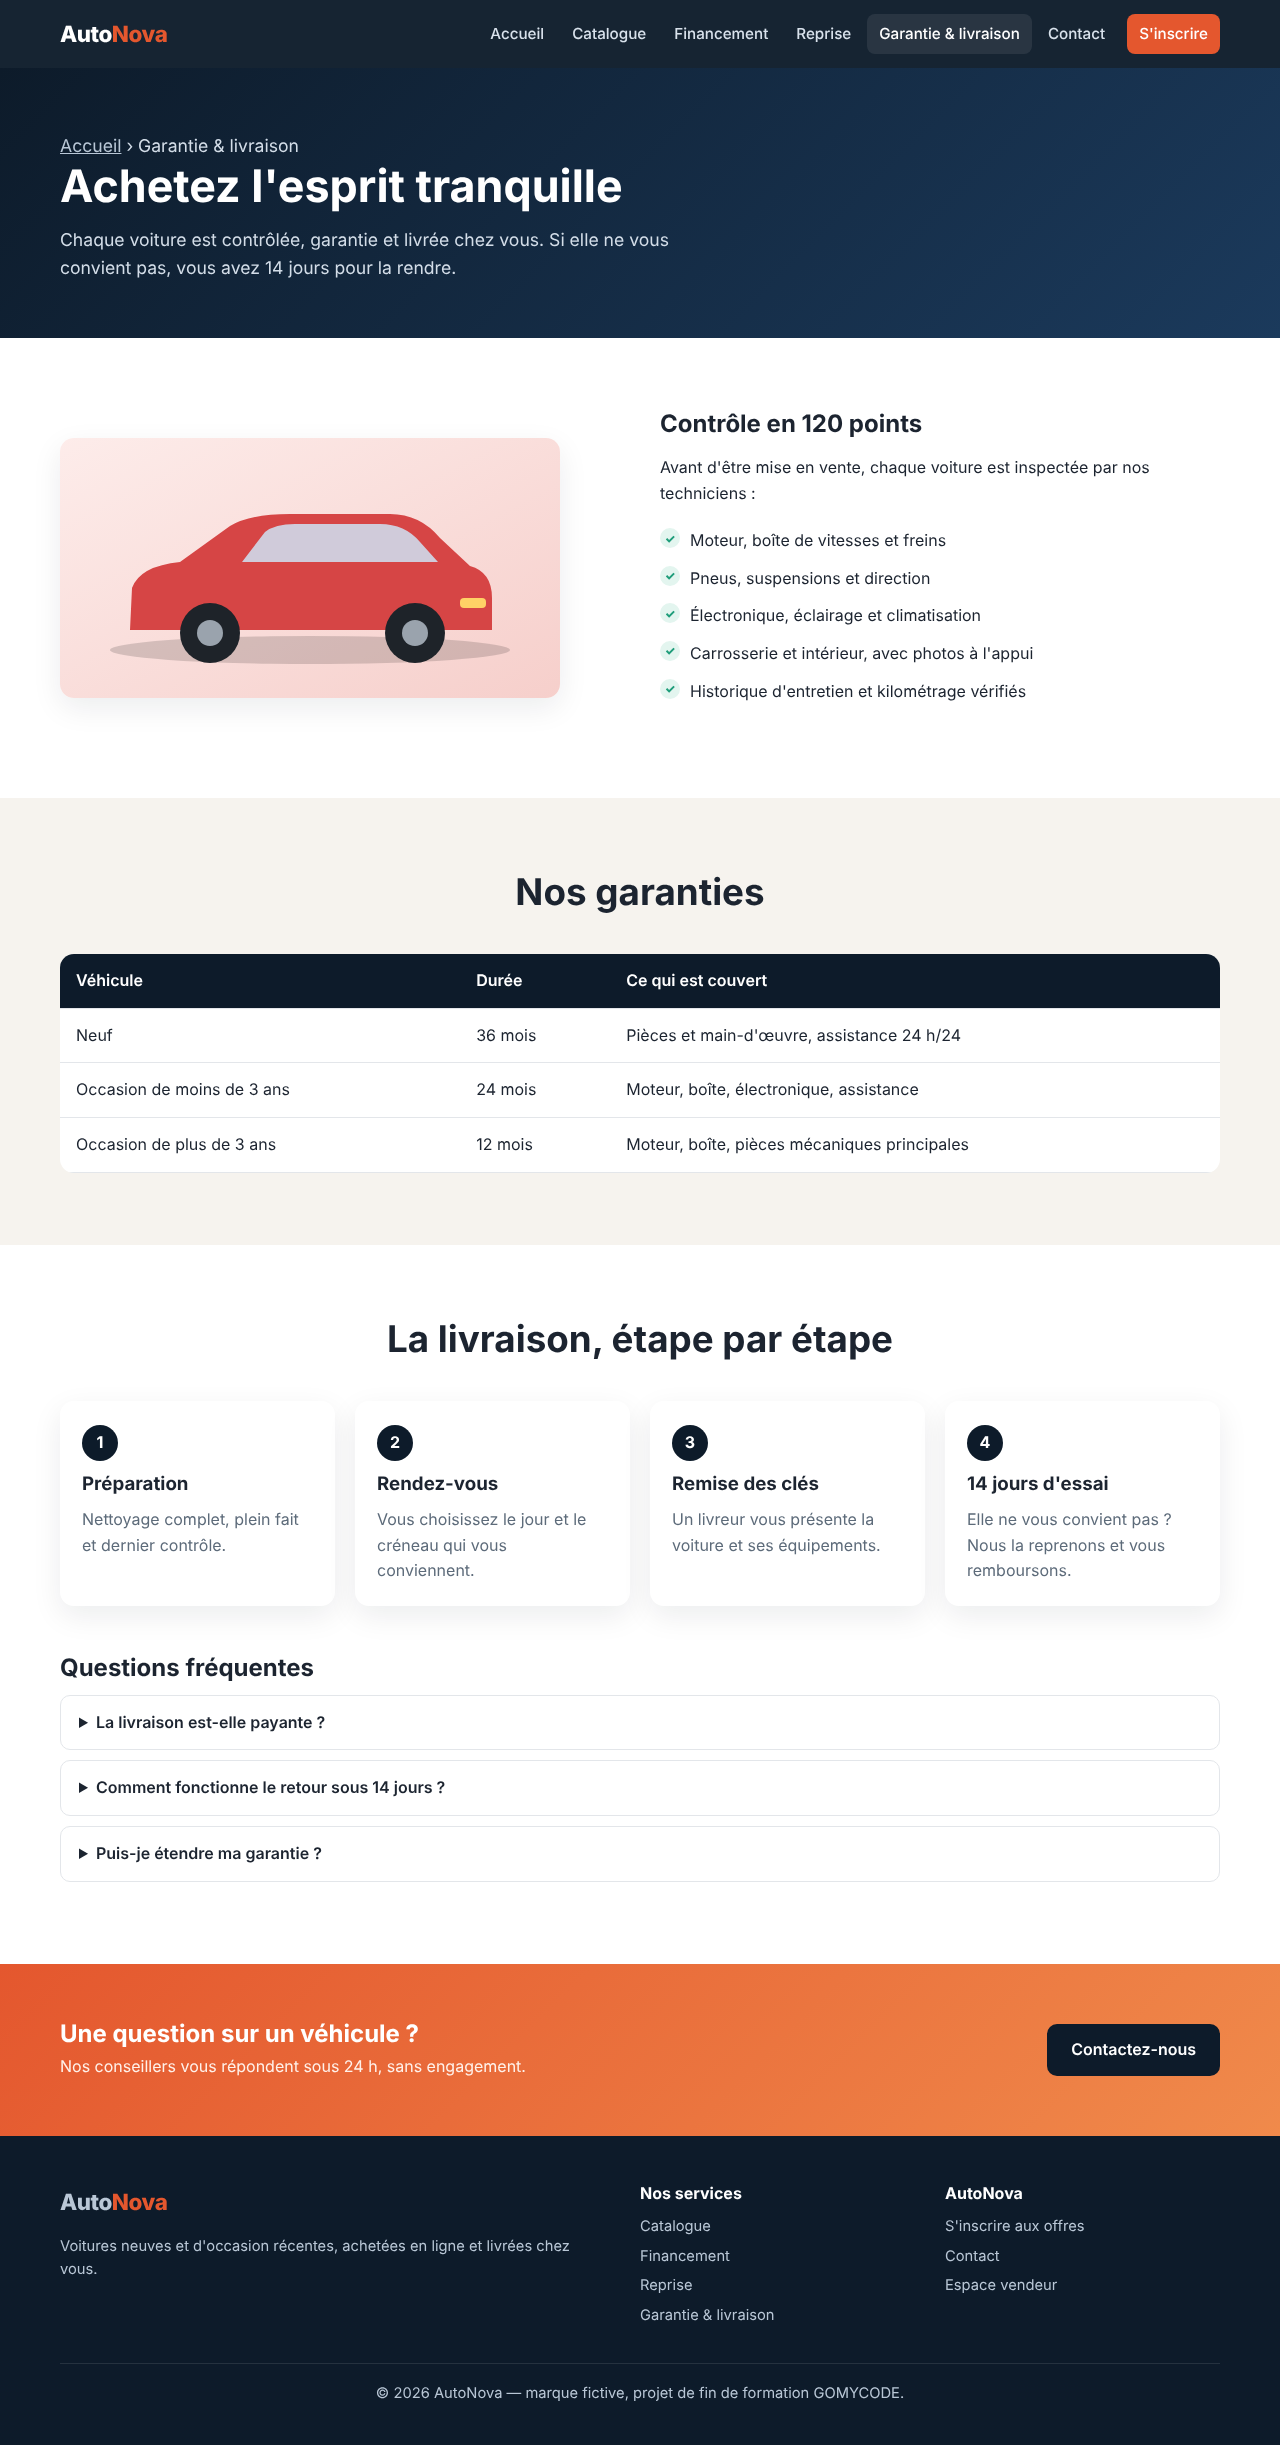 AutoNova
Accueil
Catalogue
Financement
Reprise
Garantie & livraison
Contact
S'inscrire
Accueil › Garantie & livraison
Achetez l'esprit tranquille
Chaque voiture est contrôlée, garantie et livrée chez vous. Si elle ne vous
convient pas, vous avez 14 jours pour la rendre.
Contrôle en 120 points
Avant d'être mise en vente, chaque voiture est inspectée par nos
techniciens :
Moteur, boîte de vitesses et freins
Pneus, suspensions et direction
Électronique, éclairage et climatisation
Carrosserie et intérieur, avec photos à l'appui
Historique d'entretien et kilométrage vérifiés
Nos garanties
Véhicule Durée Ce qui est couvert
Neuf 36 mois Pièces et main-d'œuvre, assistance 24 h/24
Occasion de moins de 3 ans 24 mois Moteur, boîte, électronique, assistance
Occasion de plus de 3 ans 12 mois Moteur, boîte, pièces mécaniques principales
La livraison, étape par étape
1
Préparation
Nettoyage complet, plein fait
et dernier contrôle.
2
Rendez-vous
Vous choisissez le jour et le
créneau qui vous
conviennent.
3
Remise des clés
Un livreur vous présente la
voiture et ses équipements.
4
14 jours d'essai
Elle ne vous convient pas ?
Nous la reprenons et vous
remboursons.
Questions fréquentes
La livraison est-elle payante ?
Comment fonctionne le retour sous 14 jours ?
Puis-je étendre ma garantie ?
Une question sur un véhicule ?
Nos conseillers vous répondent sous 24 h, sans engagement.
Contactez-nous
AutoNova
Voitures neuves et d'occasion récentes, achetées en ligne et livrées chez
vous.
Nos services
Catalogue
Financement
Reprise
Garantie & livraison
AutoNova
S'inscrire aux offres
Contact
Espace vendeur
© 2026 AutoNova — marque fictive, projet de fin de formation GOMYCODE.